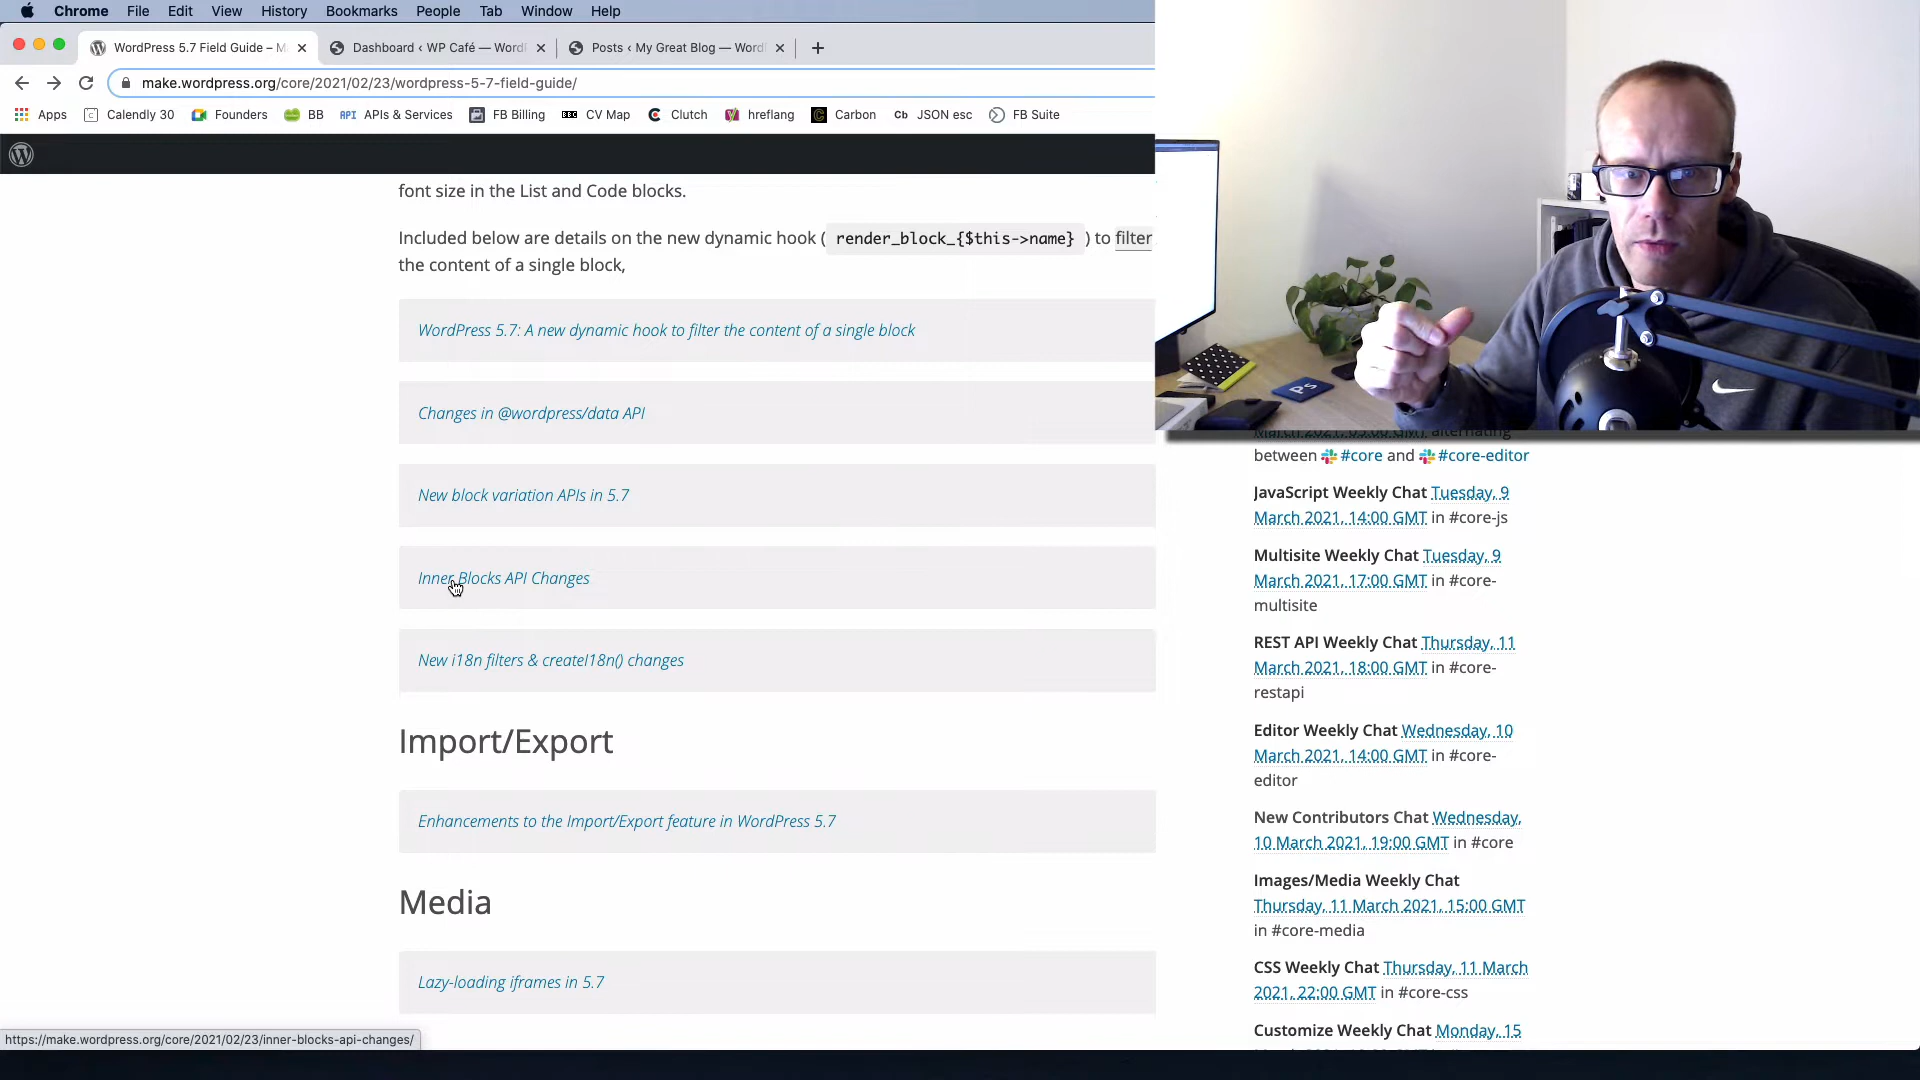 Chrome File Edit View History Bookmarks People Tab Window Help
WordPress 5.7 Field Guide – M
Dashboard ‹ WP Café — Word
Posts ‹ My Great Blog — Word
make.wordpress.org/core/2021/02/23/wordpress-5-7-field-guide/
Apps Calendly 30 Founders BB API APIs & Services FB Billing BBC CV Map Clutch hreflang Carbon Cb JSON esc FB Suite
font size in the List and Code blocks.
Included below are details on the new dynamic hook ( render_block_{$this->name} ) to filter
the content of a single block,
WordPress 5.7: A new dynamic hook to filter the content of a single block
Changes in @wordpress/data API
New block variation APIs in 5.7
Inner Blocks API Changes
New i18n filters & createI18n() changes
Import/Export
Enhancements to the Import/Export feature in WordPress 5.7
Media
Lazy-loading iframes in 5.7
https://make.wordpress.org/core/2021/02/23/inner-blocks-api-changes/
Ps
alternating
between #core and #core-editor
JavaScript Weekly Chat Tuesday, 9
March 2021, 14:00 GMT in #core-js
Multisite Weekly Chat Tuesday, 9
March 2021, 17:00 GMT in #core-
multisite
REST API Weekly Chat Thursday, 11
March 2021, 18:00 GMT in #core-
restapi
Editor Weekly Chat Wednesday, 10
March 2021, 14:00 GMT in #core-
editor
New Contributors Chat Wednesday,
10 March 2021, 19:00 GMT in #core
Images/Media Weekly Chat
Thursday, 11 March 2021, 15:00 GMT
in #core-media
CSS Weekly Chat Thursday, 11 March
2021, 22:00 GMT in #core-css
Customize Weekly Chat Monday, 15